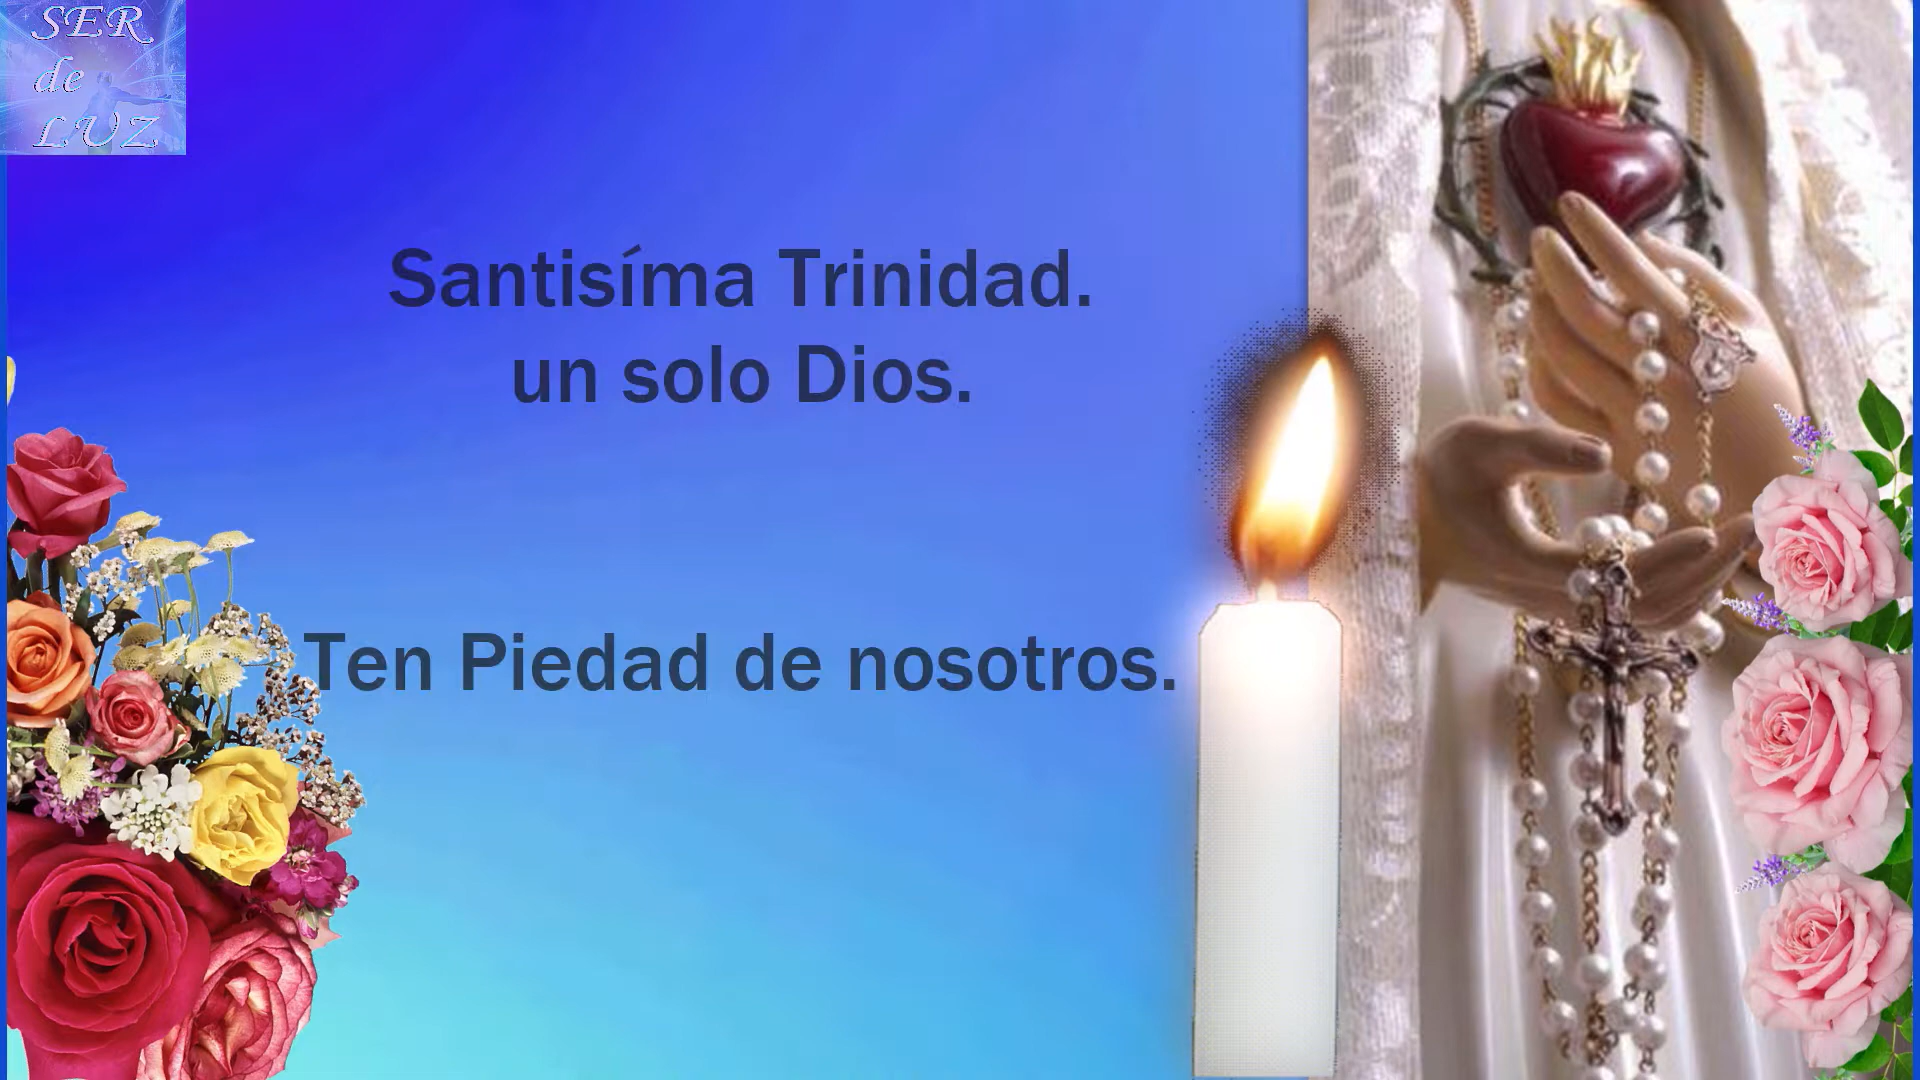 SER
de
LUZ
Santisíma Trinidad.
un solo Dios.
Ten Piedad de nosotros.